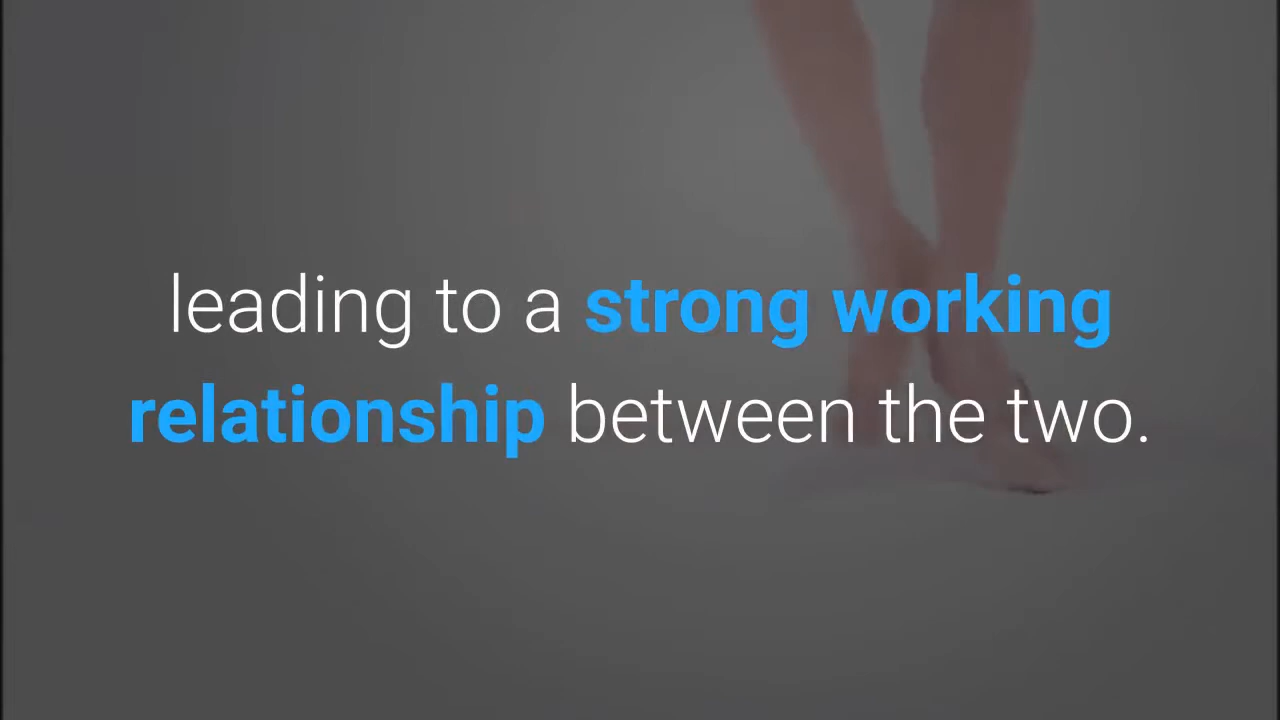 leading to a strong working
relationship between the two.